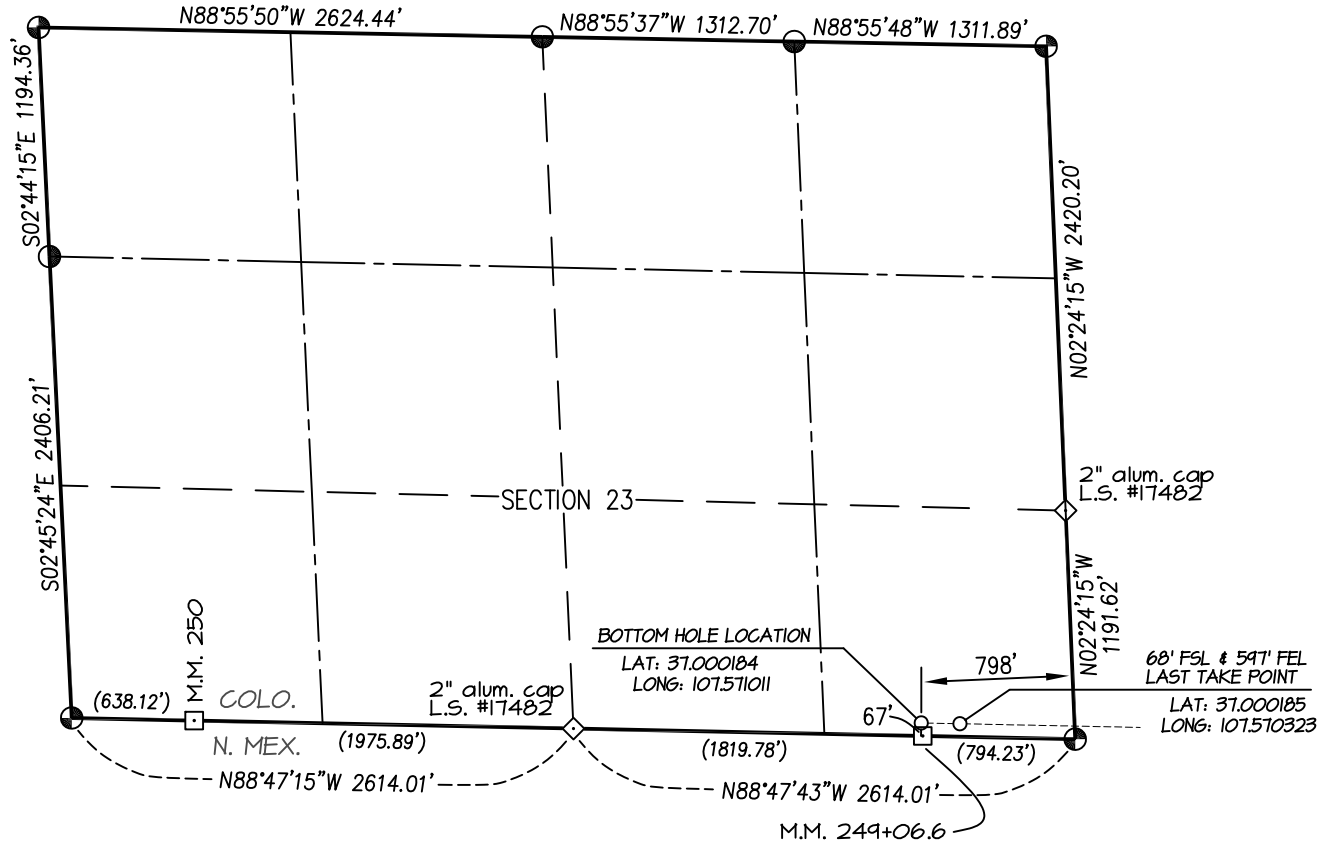 N88°55'50"W 2624.44'
N88°55'37"W 1312.70'
N88°55'48"W 1311.89'
S02°44'15"E 1194.36'
N02°24'15"W 2420.20'
S02°45'24"E 2406.21'
SECTION 23
2" alum. cap
L.S. #17482
N02°24'15"W
1191.62'
M.M. 250
BOTTOM HOLE LOCATION
LAT: 37.000184
LONG: 107.571011
798'
68' FSL & 597' FEL
LAST TAKE POINT
LAT: 37.000185
LONG: 107.570323
(638.12')
COLO.
2" alum. cap
L.S. #17482
67'
N. MEX.
(1975.89')
(1819.78')
(794.23')
N88°47'15"W 2614.01'
N88°47'43"W 2614.01'
M.M. 249+06.6